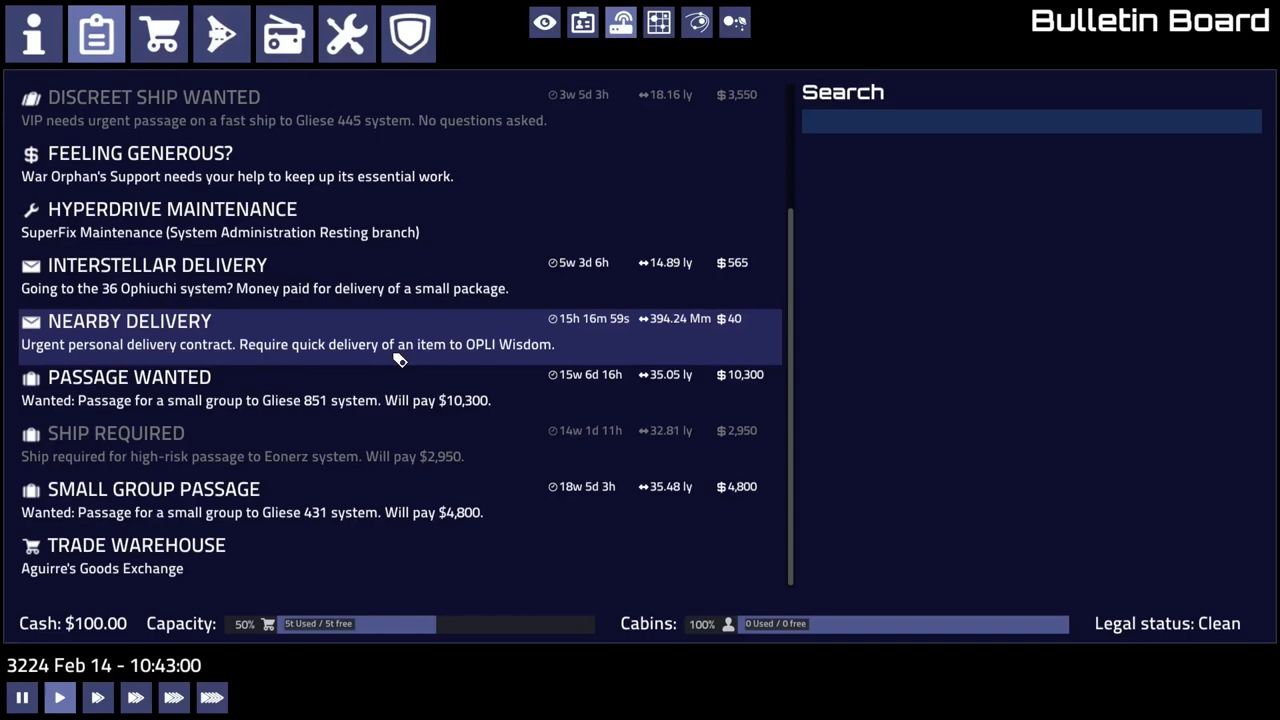 Bulletin Board
DISCREET SHIP WANTED 3w 5d 3h 18.16 ly $3,550
VIP needs urgent passage on a fast ship to Gliese 445 system. No questions asked.
FEELING GENEROUS?
War Orphan's Support needs your help to keep up its essential work.
HYPERDRIVE MAINTENANCE
SuperFix Maintenance (System Administration Resting branch)
INTERSTELLAR DELIVERY 5w 3d 6h 14.89 ly $565
Going to the 36 Ophiuchi system? Money paid for delivery of a small package.
NEARBY DELIVERY 15h 16m 59s 394.24 Mm $40
Urgent personal delivery contract. Require quick delivery of an item to OPLI Wisdom.
PASSAGE WANTED 15w 6d 16h 35.05 ly $10,300
Wanted: Passage for a small group to Gliese 851 system. Will pay $10,300.
SHIP REQUIRED 14w 1d 11h 32.81 ly $2,950
Ship required for high-risk passage to Eonerz system. Will pay $2,950.
SMALL GROUP PASSAGE 18w 5d 3h 35.48 ly $4,800
Wanted: Passage for a small group to Gliese 431 system. Will pay $4,800.
TRADE WAREHOUSE
Aguirre's Goods Exchange
Search
Cash: $100.00 Capacity: 50% 5t Used / 5t free Cabins: 100% 0 Used / 0 free Legal status: Clean
3224 Feb 14 - 10:43:00